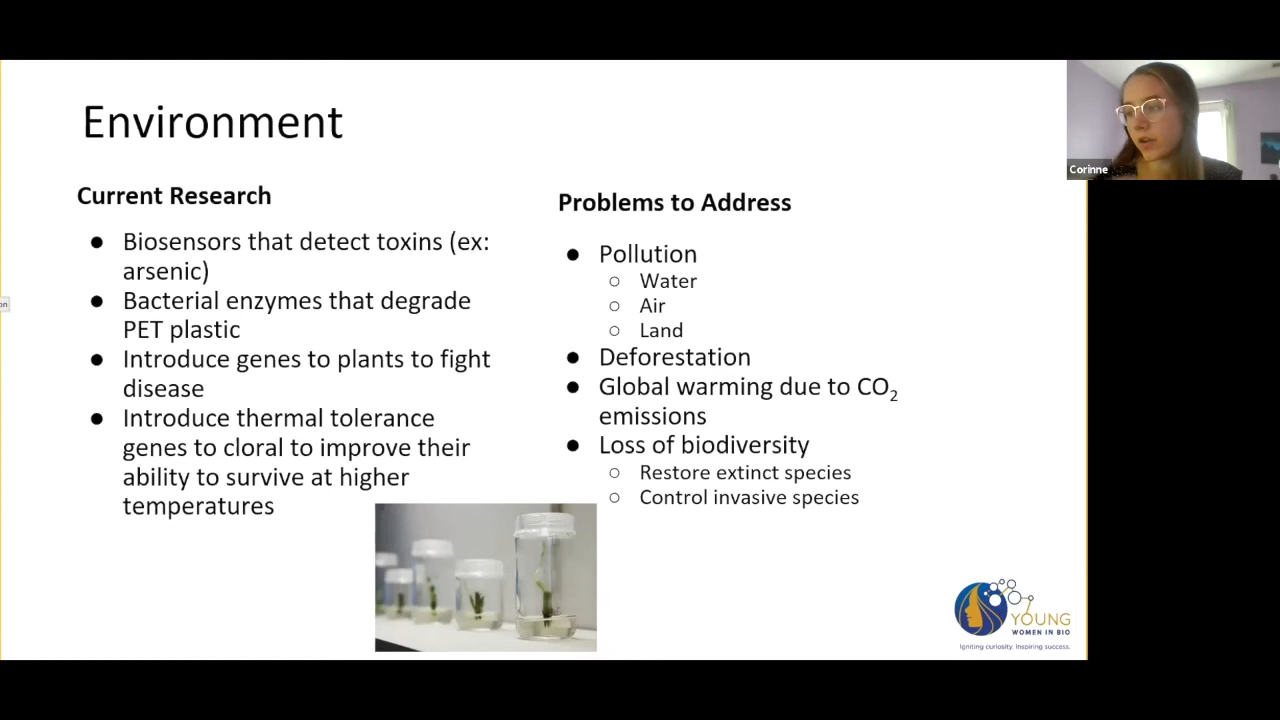 Environment
Current Research
● Biosensors that detect toxins (ex:
arsenic)
● Bacterial enzymes that degrade
PET plastic
● Introduce genes to plants to fight
disease
● Introduce thermal tolerance
genes to cloral to improve their
ability to survive at higher
temperatures
Problems to Address
● Pollution
○ Water
○ Air
○ Land
● Deforestation
● Global warming due to CO₂
emissions
● Loss of biodiversity
○ Restore extinct species
○ Control invasive species
Corinne
on
YOUNG
WOMEN IN BIO
Igniting curiosity. Inspiring success.